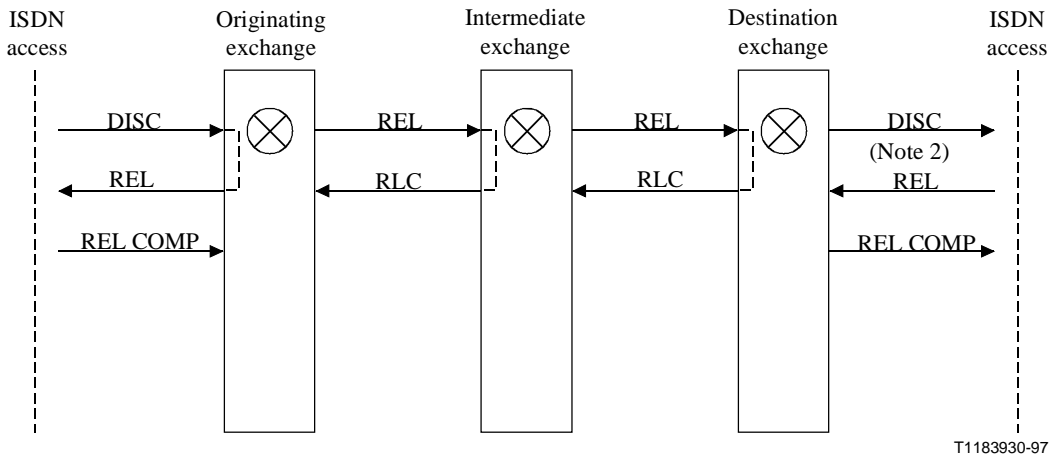 ISDN
access
Originating
exchange
Intermediate
exchange
Destination
exchange
ISDN
access
DISC
REL
REL
DISC
(Note 2)
REL
RLC
RLC
REL
REL COMP
REL COMP
T1183930-97